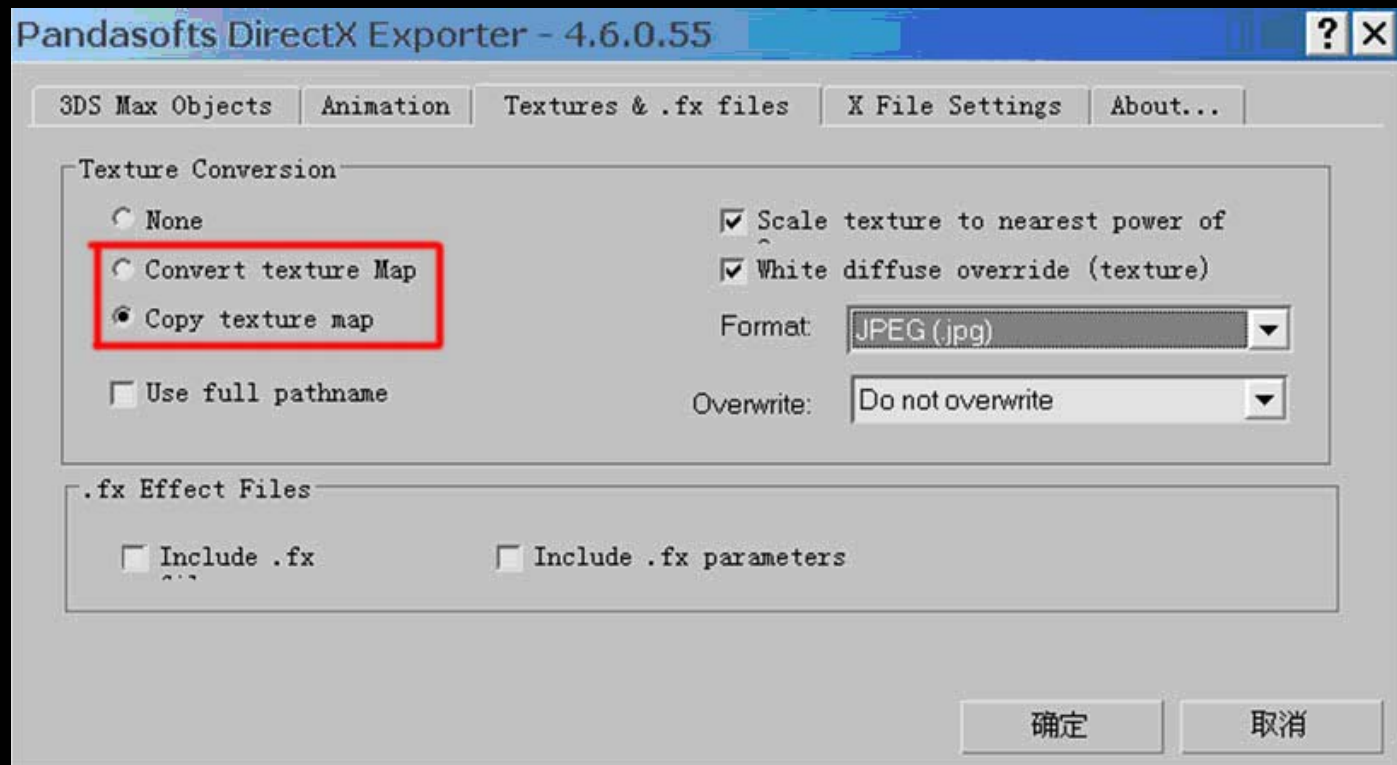 Pandasofts DirectX Exporter - 4.6.0.55
3DS Max Objects Animation Textures & .fx files X File Settings About...
Texture Conversion
None
Scale texture to nearest power of
Convert texture Map
White diffuse override (texture)
Copy texture map
Format: JPEG (.jpg)
Use full pathname
Overwrite: Do not overwrite
.fx Effect Files
Include .fx
Include .fx parameters
确定 取消